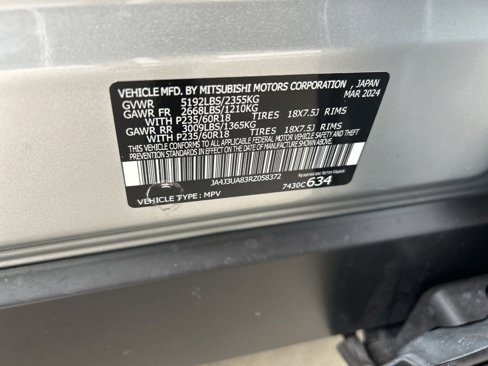 VEHICLE MFD. BY MITSUBISHI MOTORS CORPORATION , JAPAN
MAR 2024
GVWR 5192LBS/2355KG
GAWR FR 2668LBS/1210KG
WITH P235/60R18 TIRES 18X7.5J RIMS
GAWR RR 3009LBS/1365KG
WITH P235/60R18 TIRES 18X7.5J RIMS
THIS VEHICLE CONFORMS TO ALL APPLICABLE FEDERAL MOTOR VEHICLE SAFETY AND
THEFT PREVENTION STANDARDS IN EFFECT ON THE DATE OF MANUFACTURE SHOWN ABOVE.
JA4J3UA83RZ058372
VEHICLE TYPE : MPV
7430C634